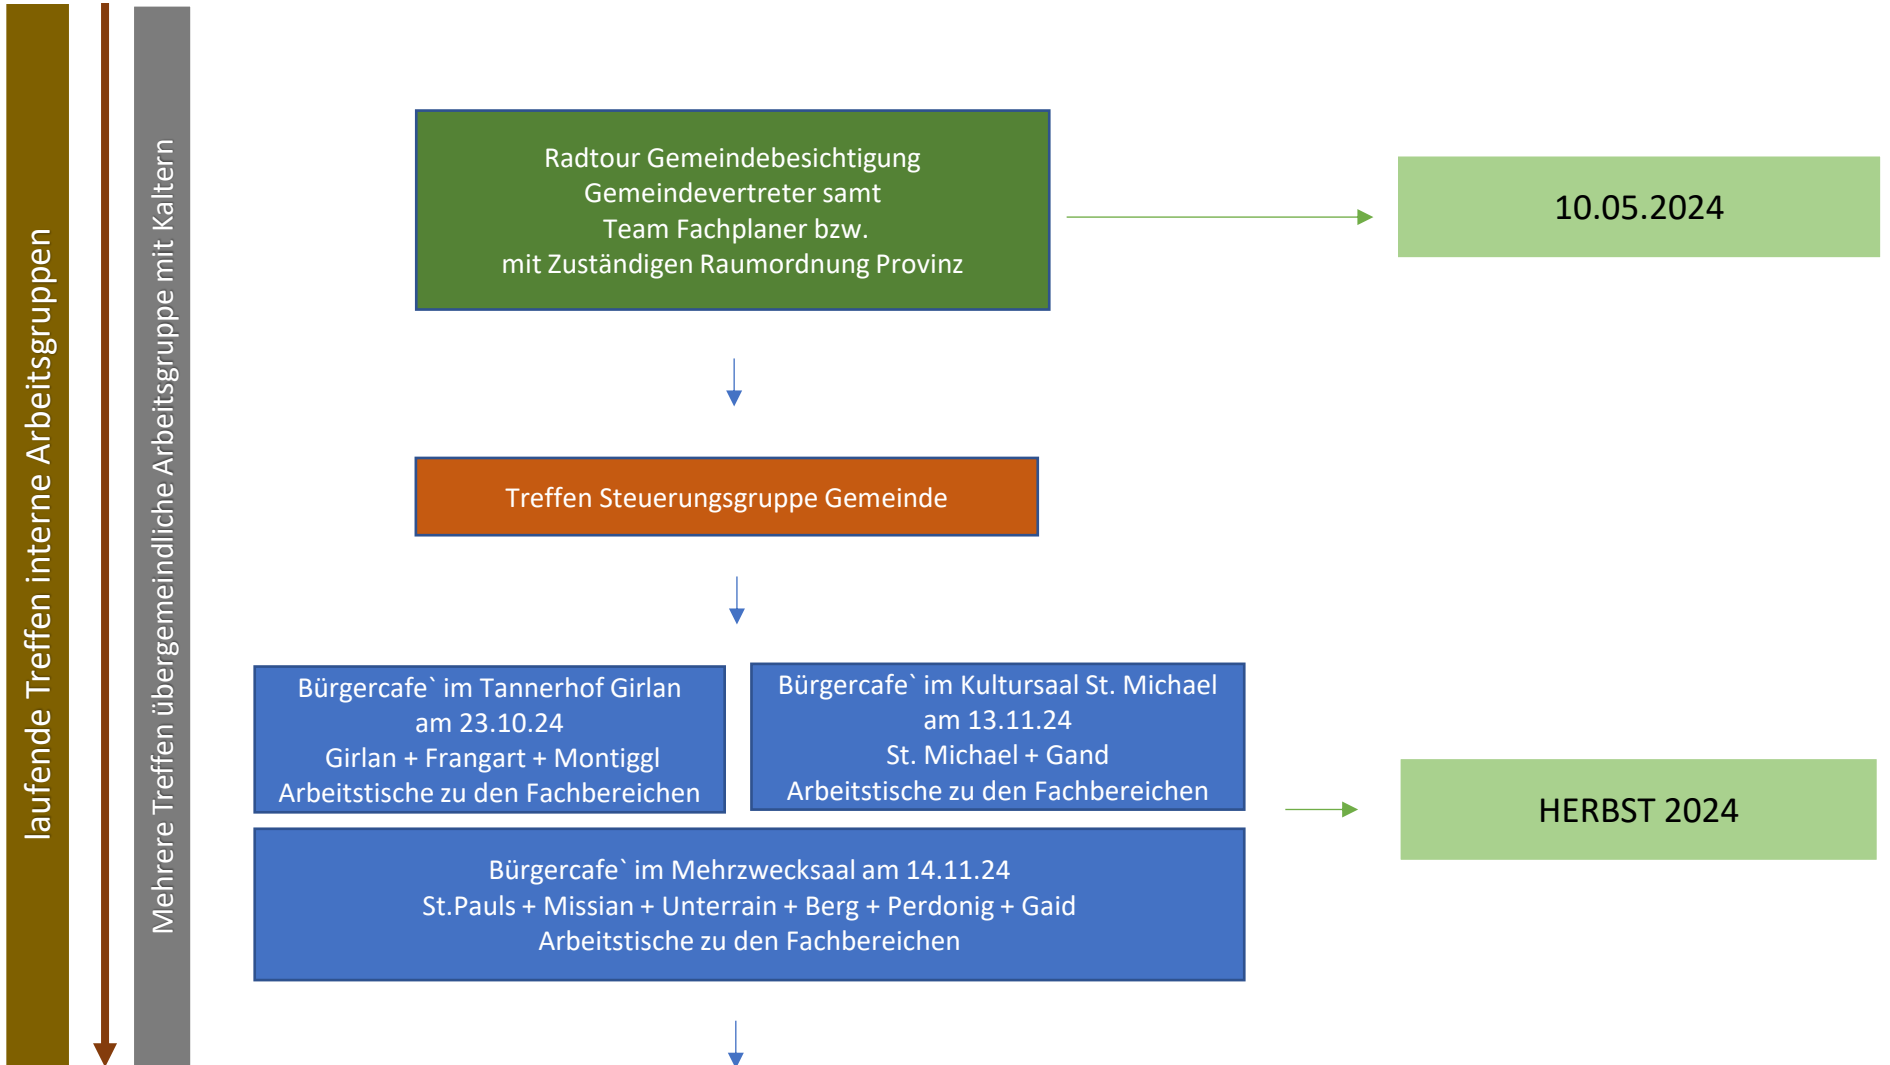 laufende Treffen interne Arbeitsgruppen
Mehrere Treffen übergemeindliche Arbeitsgruppe mit Kaltern
Radtour Gemeindebesichtigung
Gemeindevertreter samt
Team Fachplaner bzw.
mit Zuständigen Raumordnung Provinz
10.05.2024
Treffen Steuerungsgruppe Gemeinde
Bürgercafe` im Tannerhof Girlan
am 23.10.24
Girlan + Frangart + Montiggl
Arbeitstische zu den Fachbereichen
Bürgercafe` im Kultursaal St. Michael
am 13.11.24
St. Michael + Gand
Arbeitstische zu den Fachbereichen
HERBST 2024
Bürgercafe` im Mehrzwecksaal am 14.11.24
St.Pauls + Missian + Unterrain + Berg + Perdonig + Gaid
Arbeitstische zu den Fachbereichen